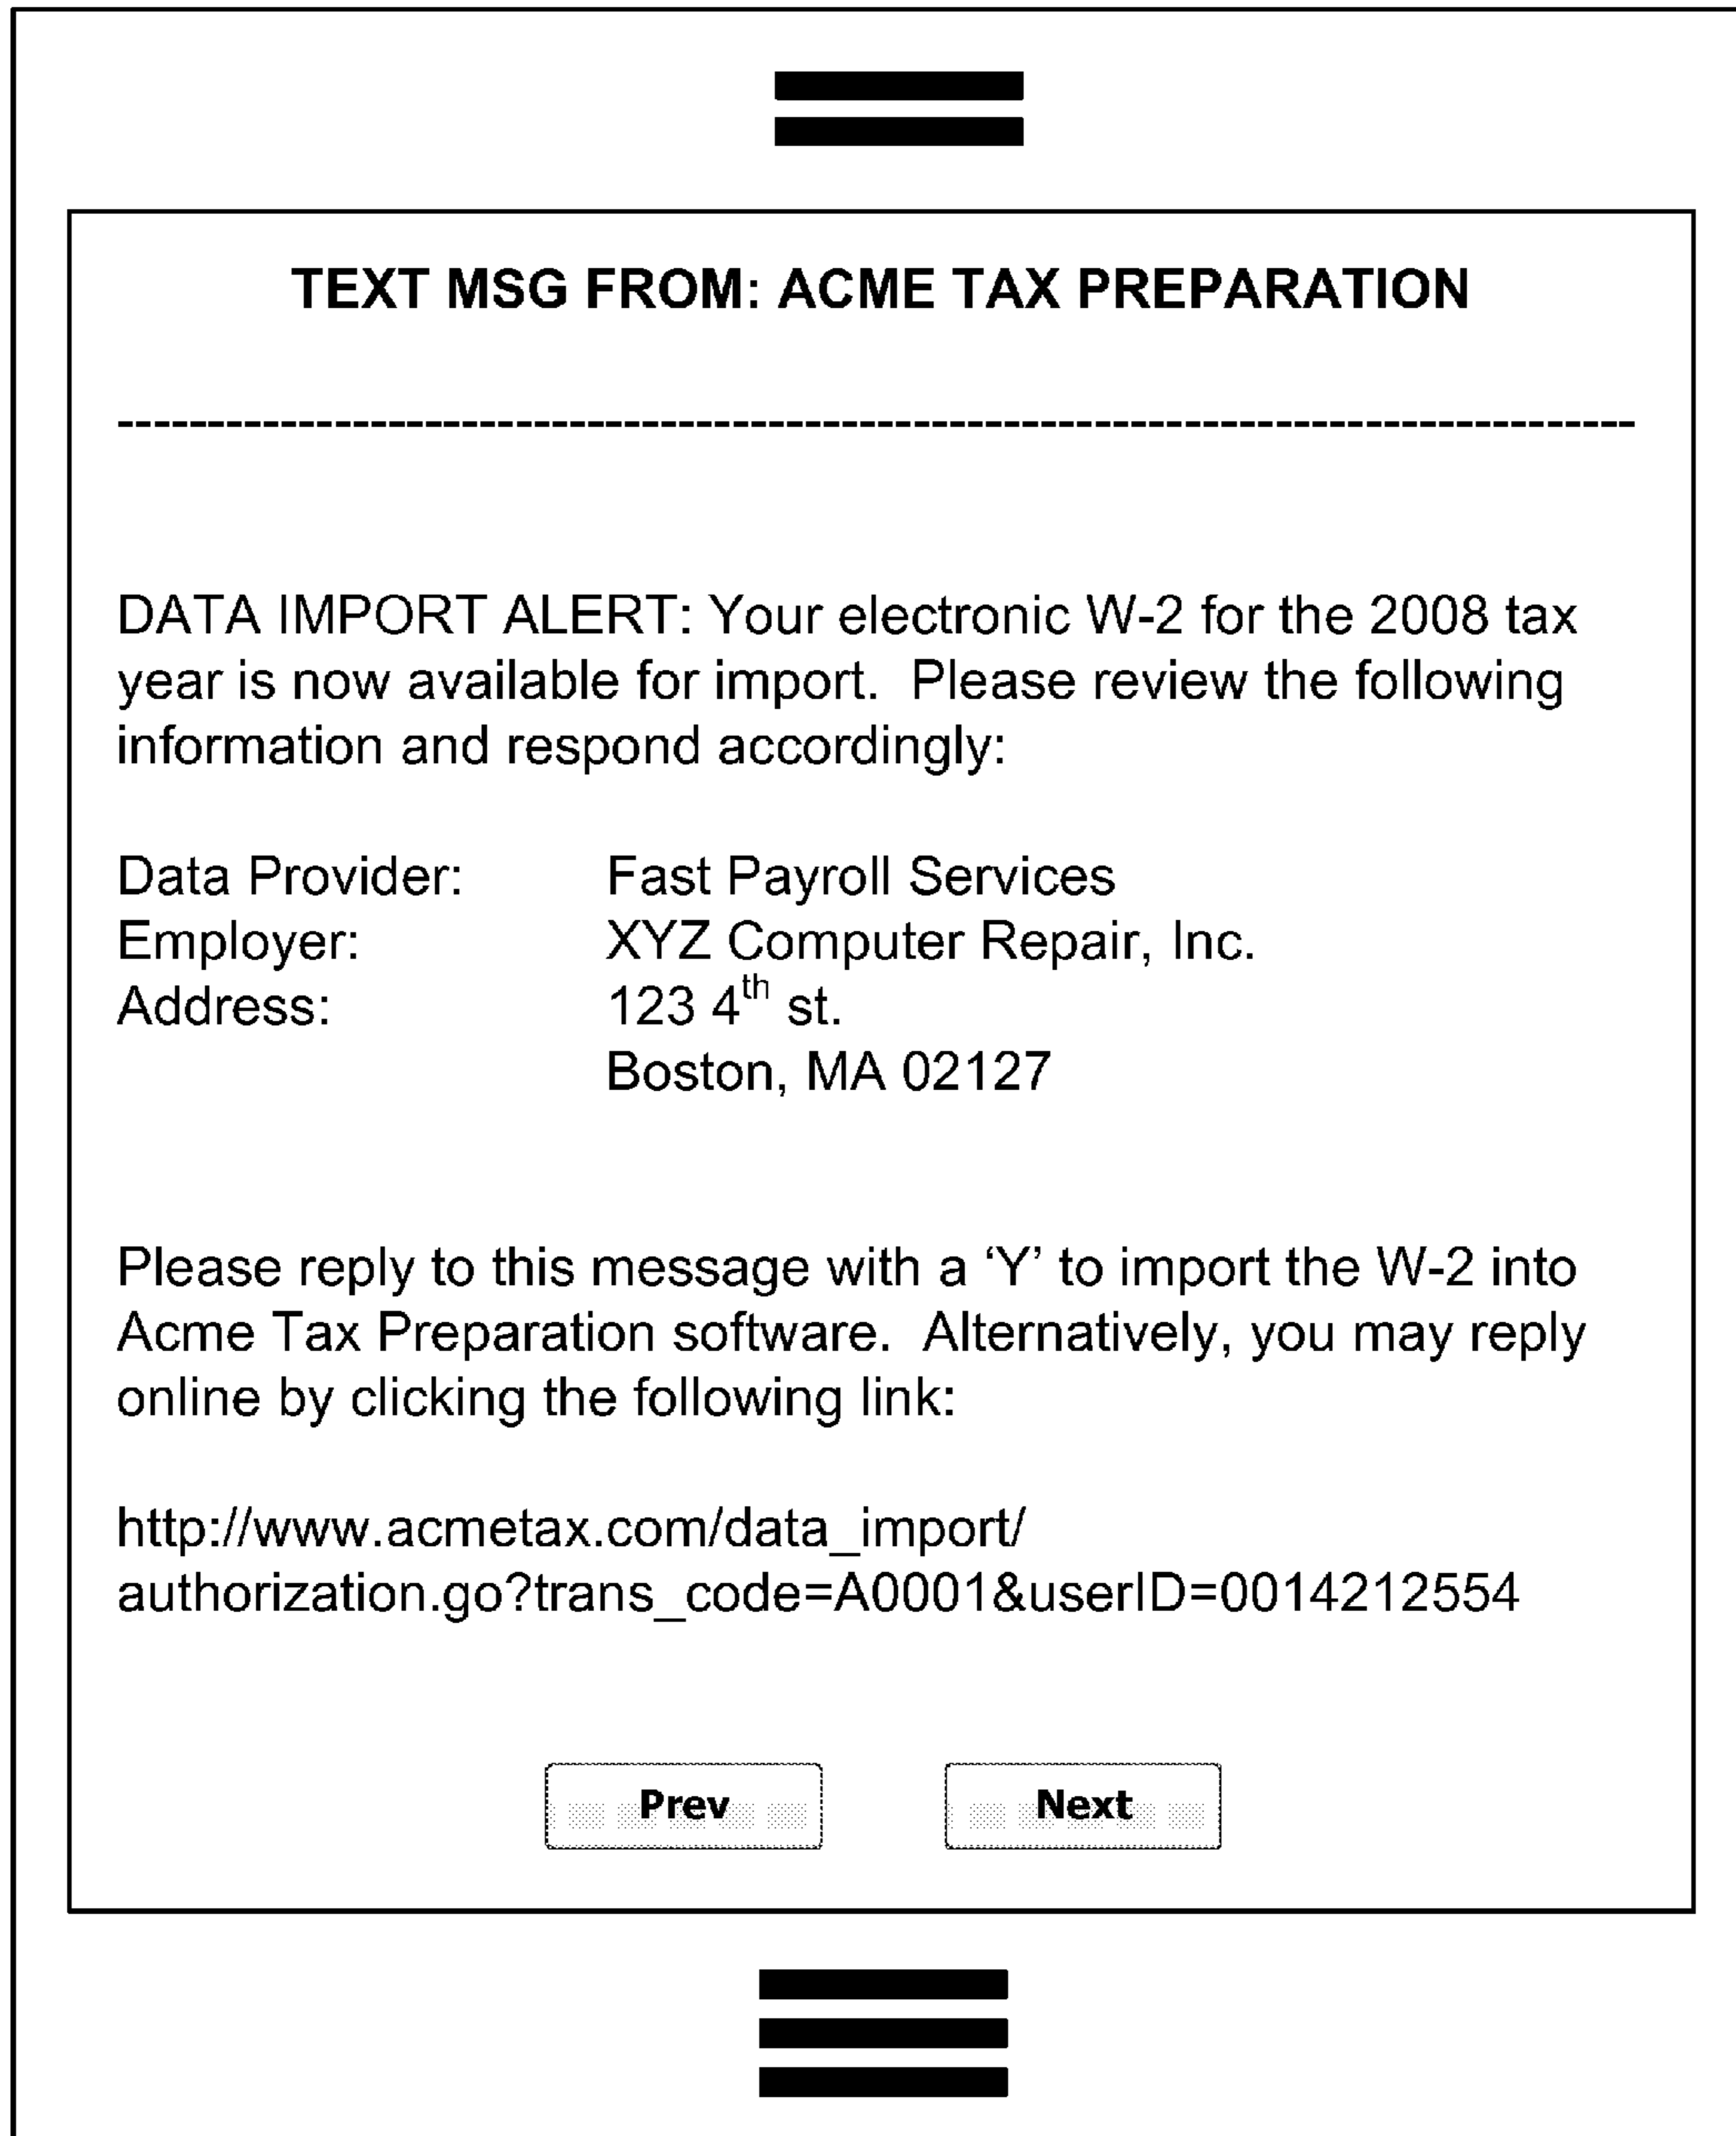 TEXT MSG FROM: ACME TAX PREPARATION
--------------------------------------------------------------------------------
DATA IMPORT ALERT: Your electronic W-2 for the 2008 tax
year is now available for import.  Please review the following
information and respond accordingly:
Data Provider: Fast Payroll Services
Employer: XYZ Computer Repair, Inc.
Address: 123 4th st.
Boston, MA 02127
Please reply to this message with a ‘Y’ to import the W-2 into
Acme Tax Preparation software.  Alternatively, you may reply
online by clicking the following link:
http://www.acmetax.com/data_import/
authorization.go?trans_code=A0001&userID=0014212554
Prev Next